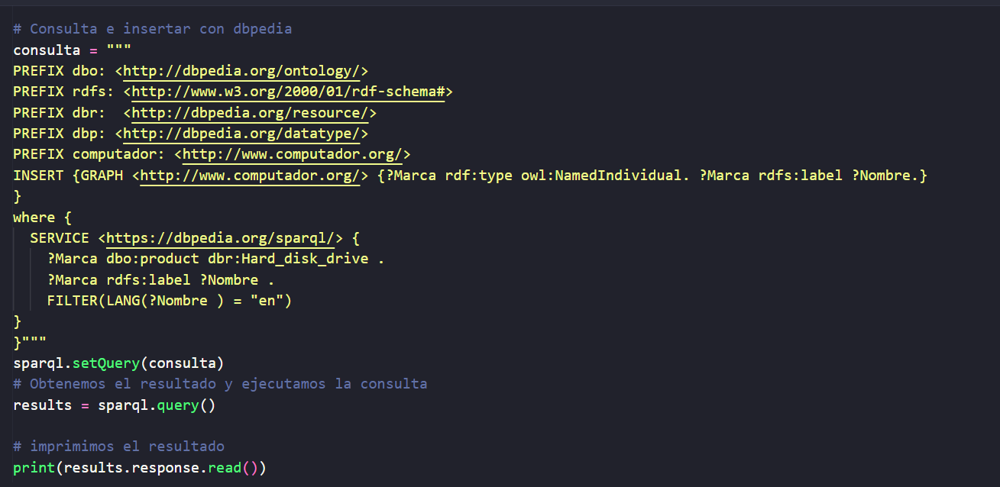 # Consulta e insertar con dbpedia
consulta = """
PREFIX dbo: <http://dbpedia.org/ontology/>
PREFIX rdfs: <http://www.w3.org/2000/01/rdf-schema#>
PREFIX dbr:  <http://dbpedia.org/resource/>
PREFIX dbp: <http://dbpedia.org/datatype/>
PREFIX computador: <http://www.computador.org/>
INSERT {GRAPH <http://www.computador.org/> {?Marca rdf:type owl:NamedIndividual. ?Marca rdfs:label ?Nombre.}
}
where {
  SERVICE <https://dbpedia.org/sparql/> {
    ?Marca dbo:product dbr:Hard_disk_drive .
    ?Marca rdfs:label ?Nombre .
    FILTER(LANG(?Nombre ) = "en")
}
}"""
sparql.setQuery(consulta)
# Obtenemos el resultado y ejecutamos la consulta
results = sparql.query()
# imprimimos el resultado
print(results.response.read())